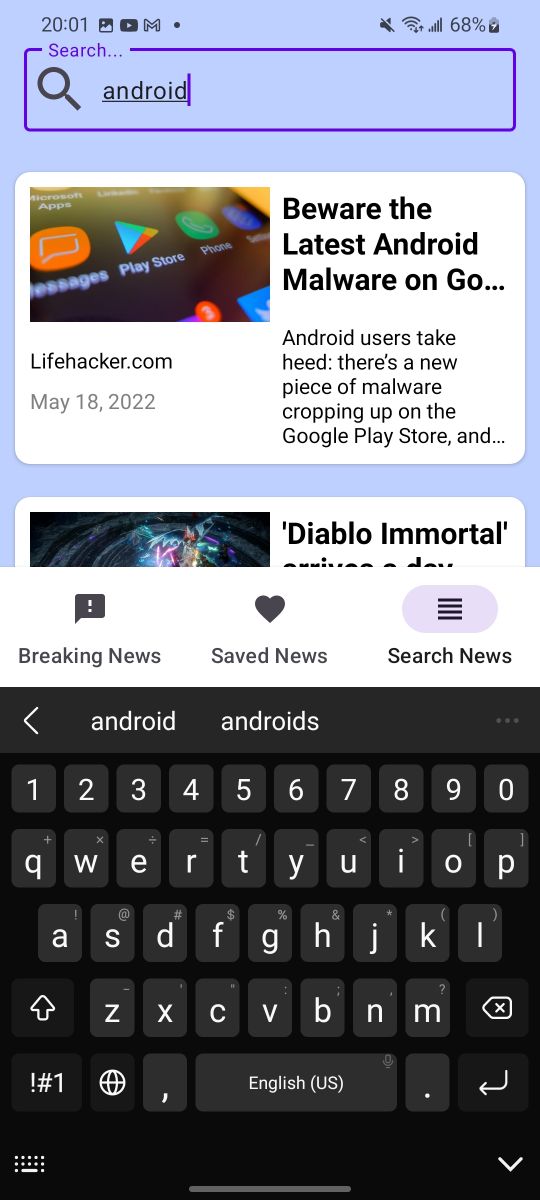 20:01
68%
Search...
android
Microsoft
Apps
Messages
Play Store
Phone
3
Lifehacker.com
May 18, 2022
Beware the
Latest Android
Malware on Go…
Android users take
heed: there’s a new
piece of malware
cropping up on the
Google Play Store, and…
'Diablo Immortal'
arrives a day
Breaking News
Saved News
Search News
android androids
1 2 3 4 5 6 7 8 9 0
+ × ÷ = / _ < > [ ]
q w e r t y u i o p
! @ # $ % & * ( )
a s d f g h j k l
- ' " : ; , ?
z x c v b n m
!#1 , English (US) .